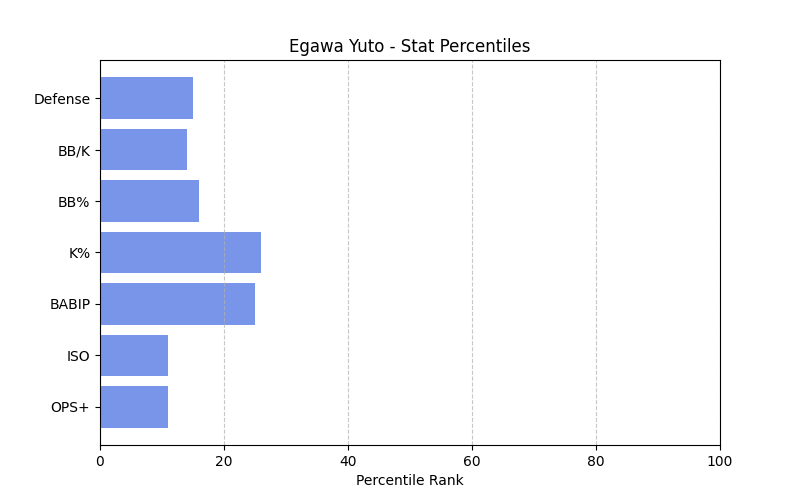 Egawa Yuto - Stat Percentiles
Defense
BB/K
BB%
K%
BABIP
ISO
OPS+
0 20 40 60 80 100
Percentile Rank